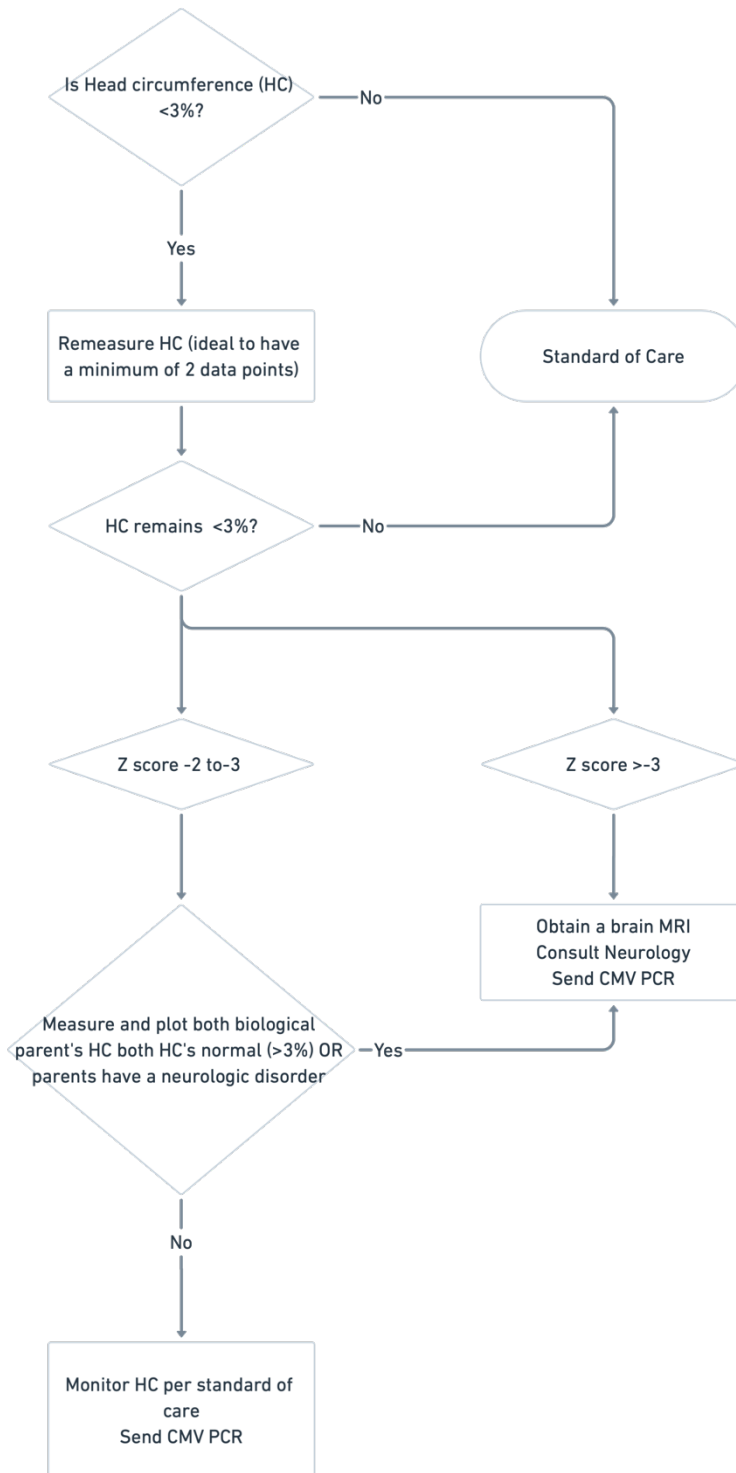 Is Head circumference (HC)
<3%?
No
Yes
Remeasure HC (ideal to have
a minimum of 2 data points)
Standard of Care
HC remains  <3%?
No
Z score -2 to-3
Z score >-3
Obtain a brain MRI
Consult Neurology
Send CMV PCR
Measure and plot both biological
parent's HC both HC's normal (>3%) OR
parents have a neurologic disorder
Yes
No
Monitor HC per standard of
care
Send CMV PCR